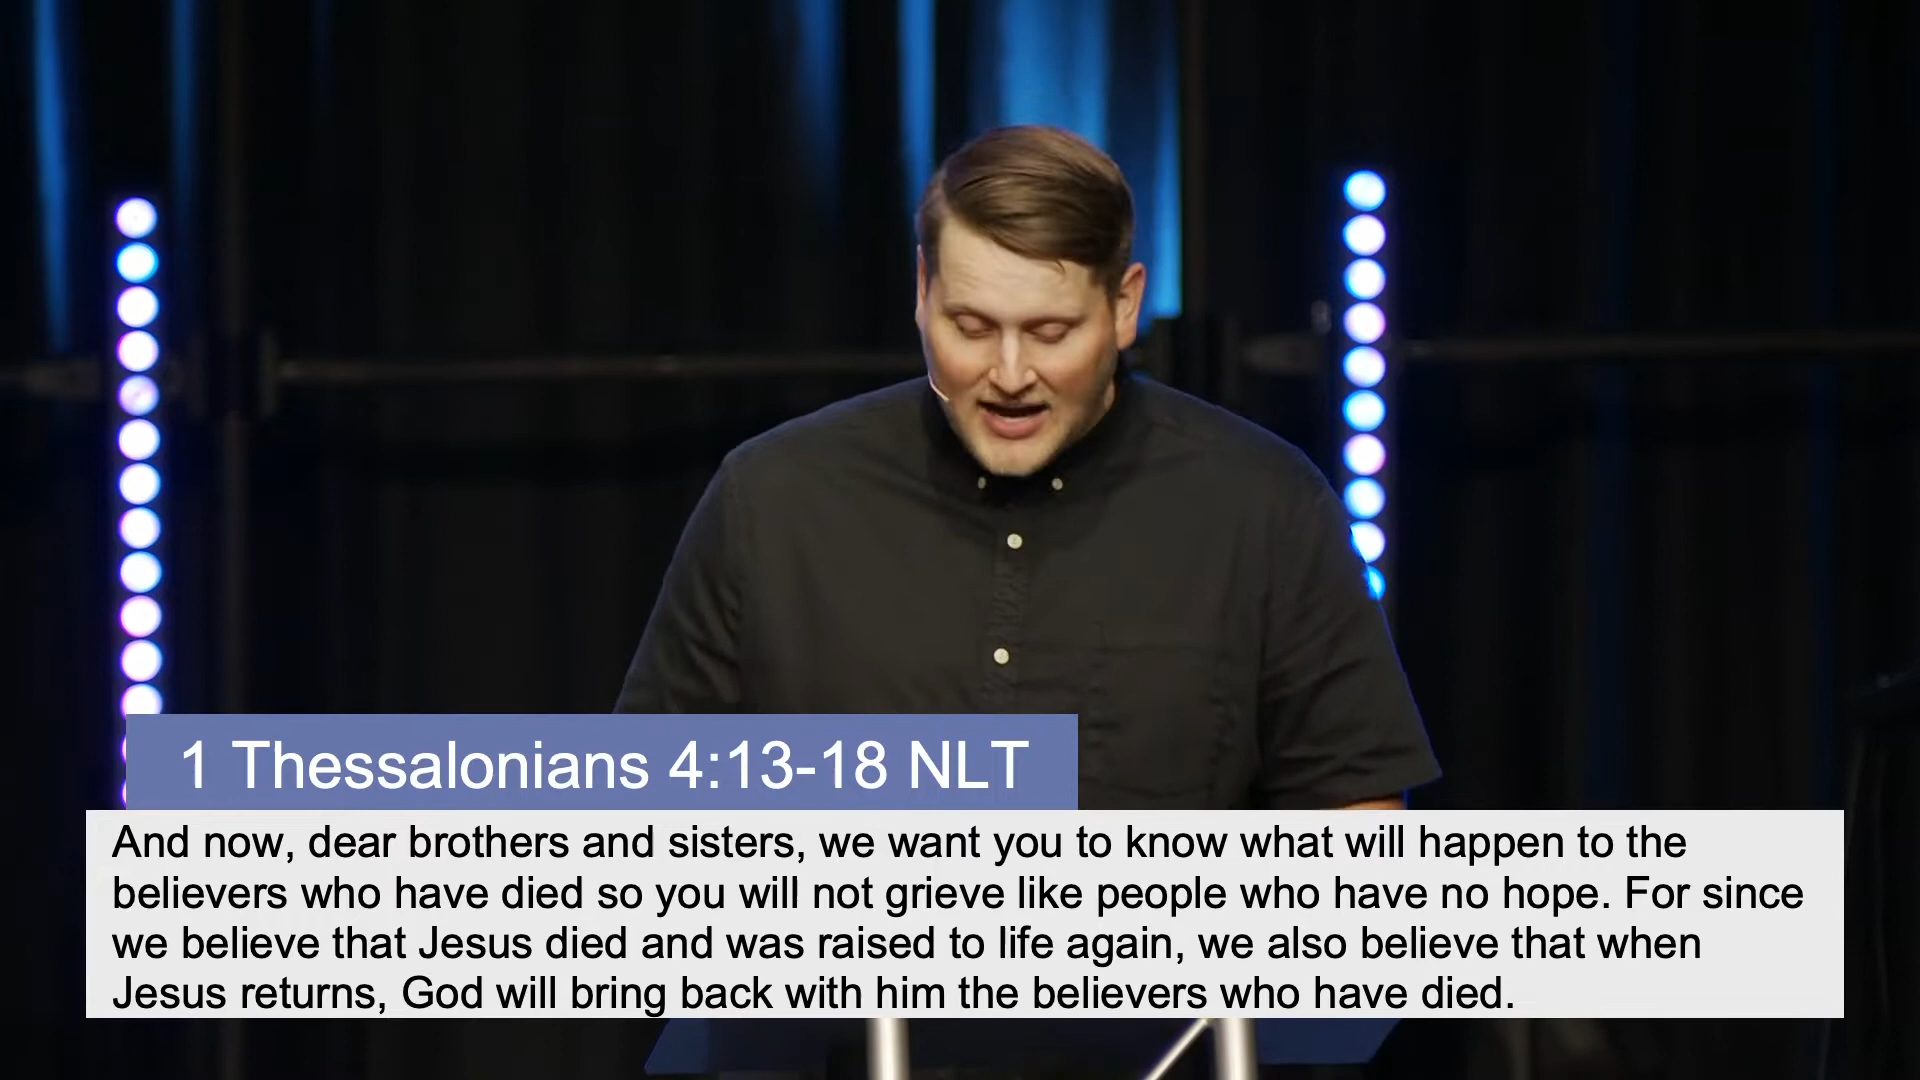 1 Thessalonians 4:13-18 NLT
And now, dear brothers and sisters, we want you to know what will happen to the
believers who have died so you will not grieve like people who have no hope. For since
we believe that Jesus died and was raised to life again, we also believe that when
Jesus returns, God will bring back with him the believers who have died.